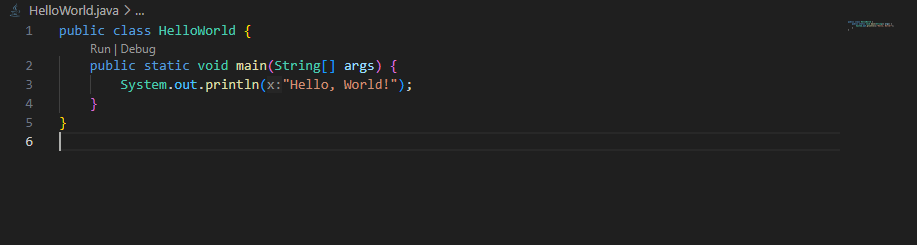 HelloWorld.java > ...
1 public class HelloWorld {
Run | Debug
2     public static void main(String[] args) {
3         System.out.println(x:"Hello, World!");
4     }
5 }
6